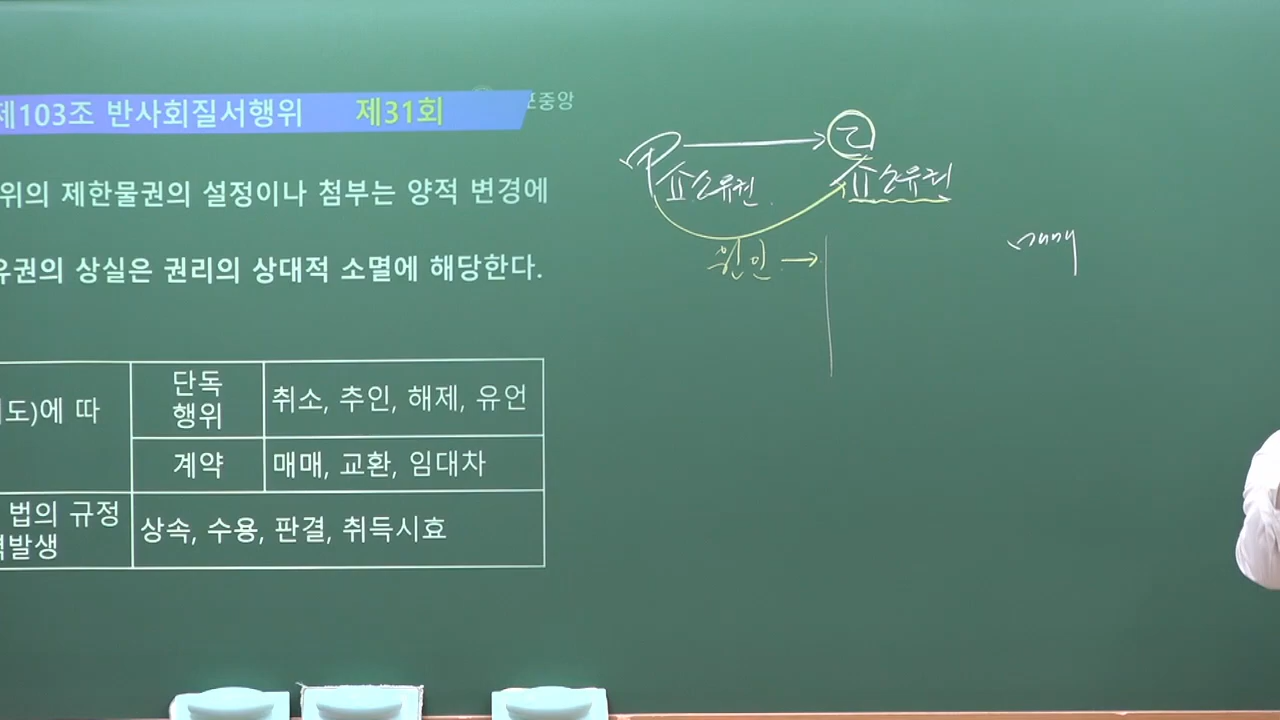 제103조 반사회질서행위 제31회
중앙
위의 제한물권의 설정이나 첨부는 양적 변경에
유권의 상실은 권리의 상대적 소멸에 해당한다.
도)에 따
단독
행위
취소, 추인, 해제, 유언
계약
매매, 교환, 임대차
법의 규정
발생
상속, 수용, 판결, 취득시효
甲 乙
소유권
소유권
원인 →
매매